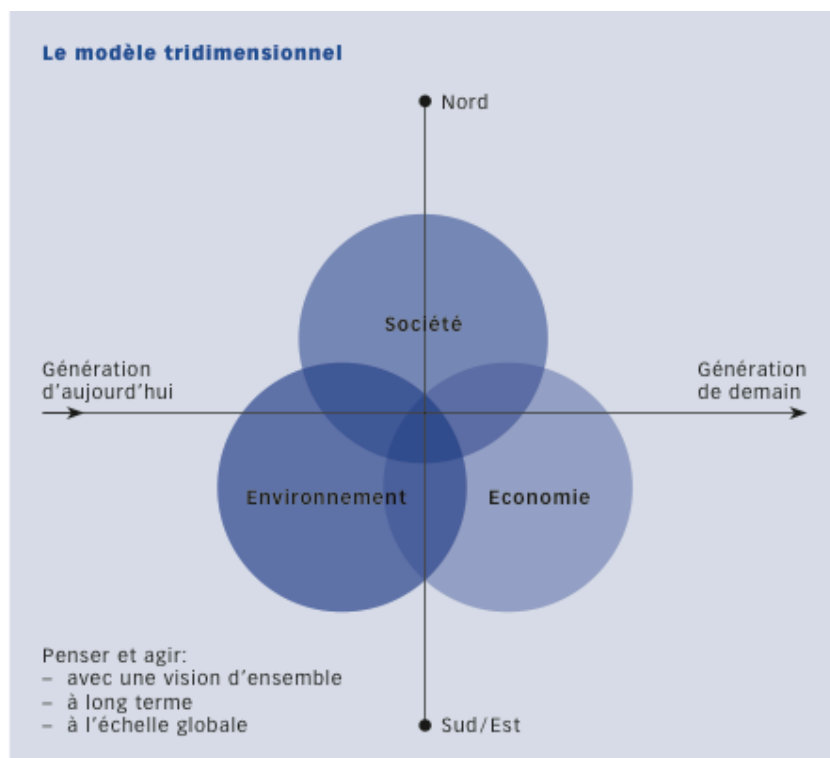 Le modèle tridimensionnel
Nord
Société
Génération
d'aujourd'hui
Génération
de demain
Environnement
Economie
Penser et agir:
– avec une vision d'ensemble
– à long terme
– à l'échelle globale
Sud/Est